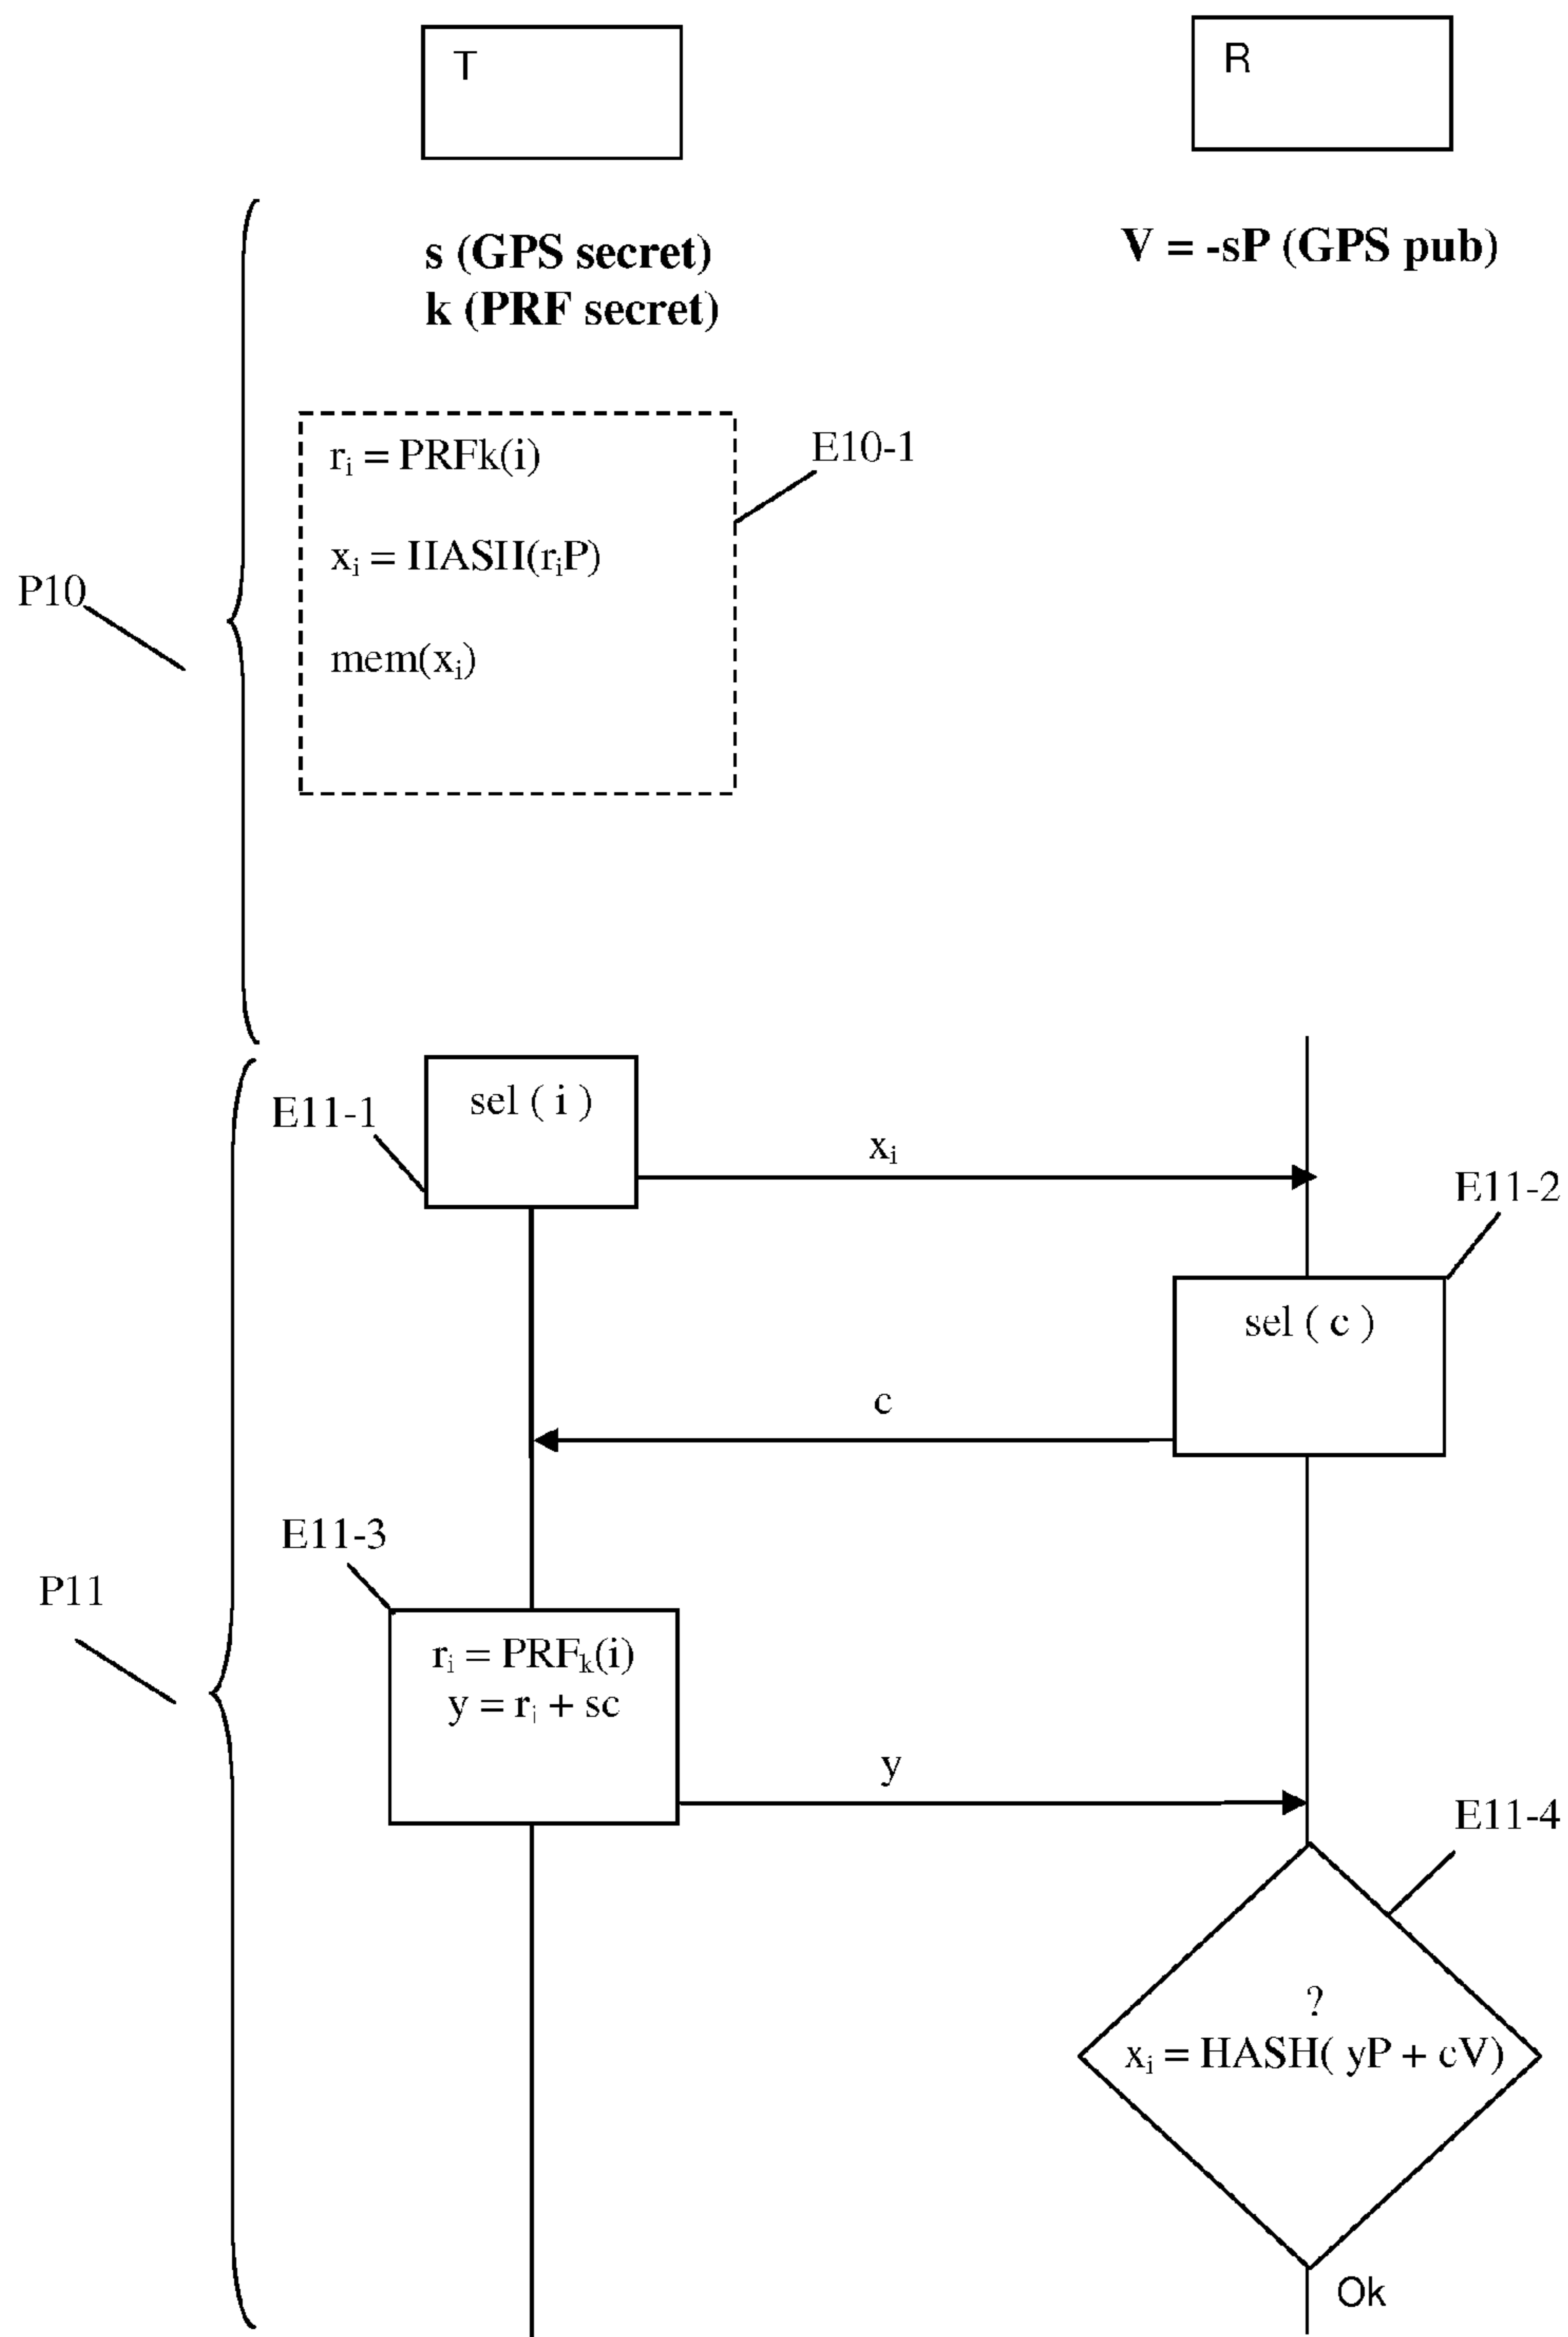 T
R
s (GPS secret)
k (PRF secret)
V = -sP (GPS pub)
E10-1
rᵢ = PRFk(i)
xᵢ = HASH(rᵢP)
mem(xᵢ)
P10
E11-1
sel ( i )
xᵢ
E11-2
sel ( c )
c
E11-3
P11
rᵢ = PRFₖ(i)
y = rᵢ + sc
y
E11-4
?
xᵢ = HASH( yP + cV)
Ok